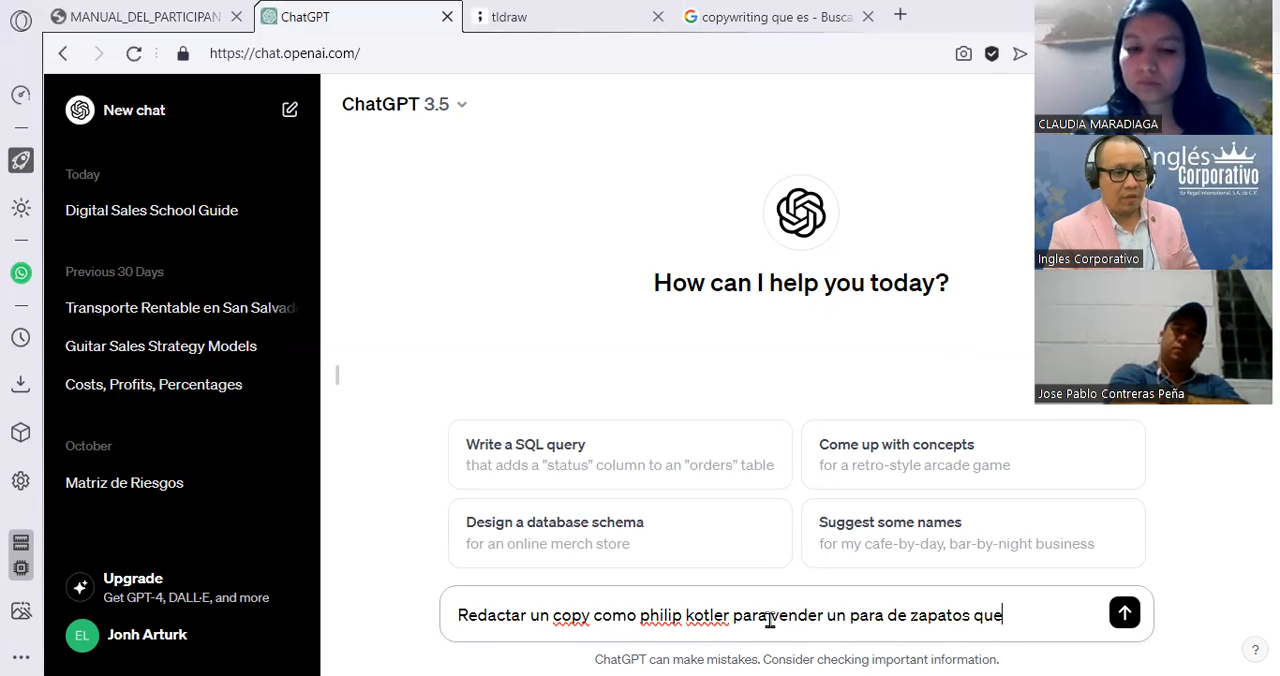 MANUAL_DEL_PARTICIPAN
ChatGPT
tldraw
copywriting que es - Busca
https://chat.openai.com/
New chat
ChatGPT 3.5
Today
Digital Sales School Guide
Previous 30 Days
Transporte Rentable en San Salvad
Guitar Sales Strategy Models
Costs, Profits, Percentages
October
Matriz de Riesgos
Upgrade
Get GPT-4, DALL·E, and more
EL
Jonh Arturk
How can I help you today?
Write a SQL query
that adds a "status" column to an "orders" table
Come up with concepts
for a retro-style arcade game
Design a database schema
for an online merch store
Suggest some names
for my cafe-by-day, bar-by-night business
Redactar un copy como philip kotler para vender un para de zapatos que
ChatGPT can make mistakes. Consider checking important information.
?
CLAUDIA MARADIAGA
Inglés
Corporativo
By Regal International, S.A. de C.V.
Ingles Corporativo
Jose Pablo Contreras Peña